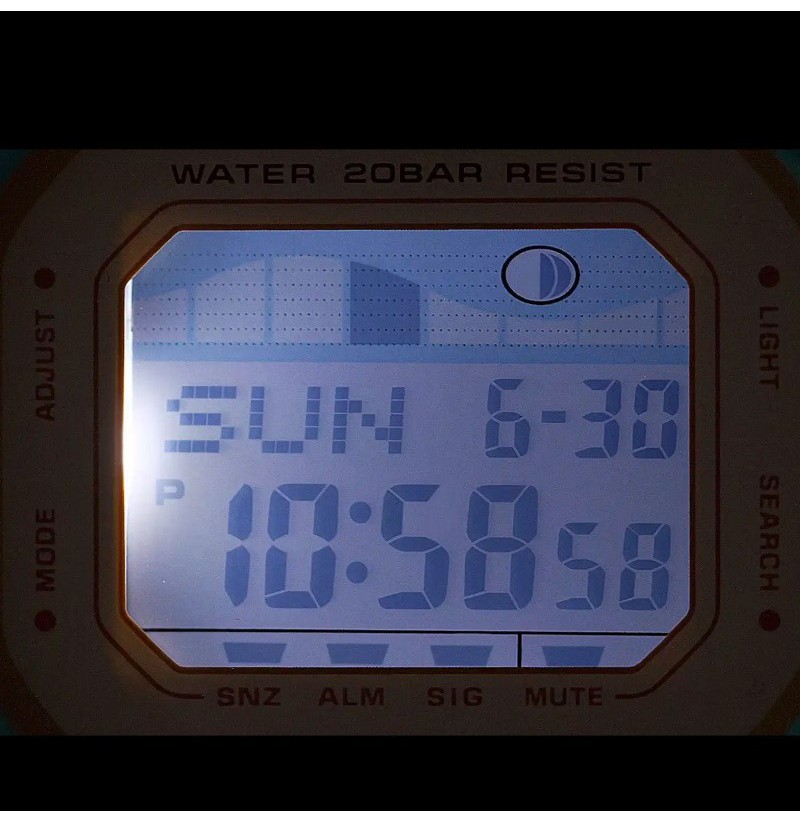 WATER 20BAR RESIST
ADJUST
LIGHT
SUN 6-30
P
10:58 58
MODE
SEARCH
SNZ ALM SIG MUTE